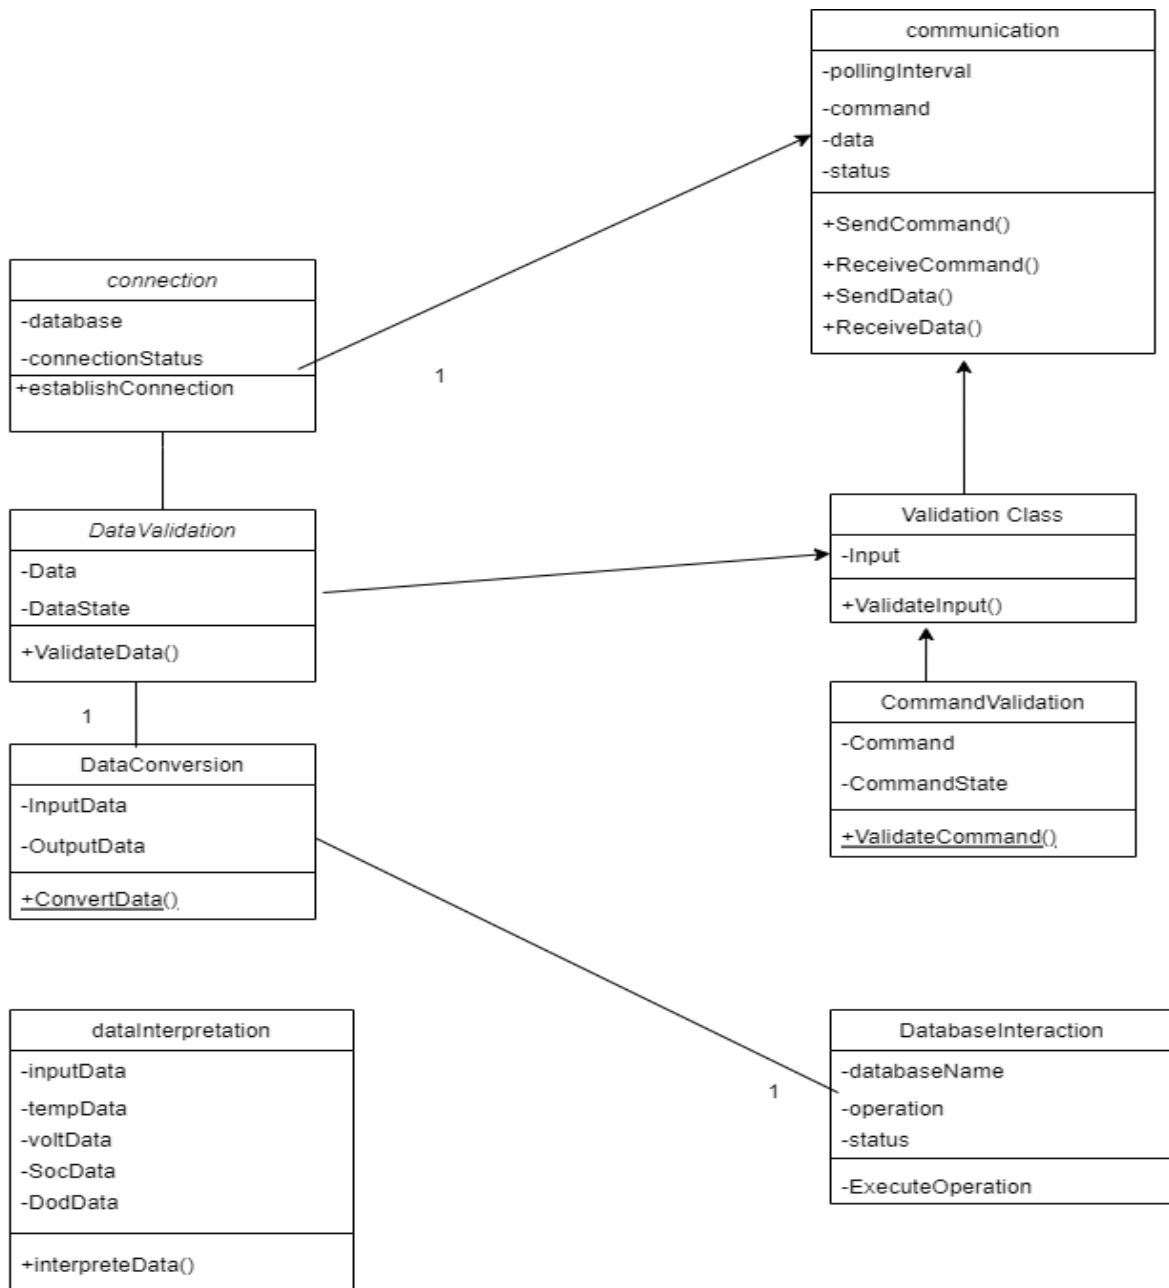 communication
-pollingInterval
-command
-data
-status
+SendCommand()
+ReceiveCommand()
+SendData()
+ReceiveData()
connection
-database
-connectionStatus
+establishConnection
1
DataValidation
-Data
-DataState
+ValidateData()
Validation Class
-Input
+ValidateInput()
1
DataConversion
-InputData
-OutputData
+ConvertData()
CommandValidation
-Command
-CommandState
+ValidateCommand()
dataInterpretation
-inputData
-tempData
-voltData
-SocData
-DodData
+interpreteData()
1
DatabaseInteraction
-databaseName
-operation
-status
-ExecuteOperation